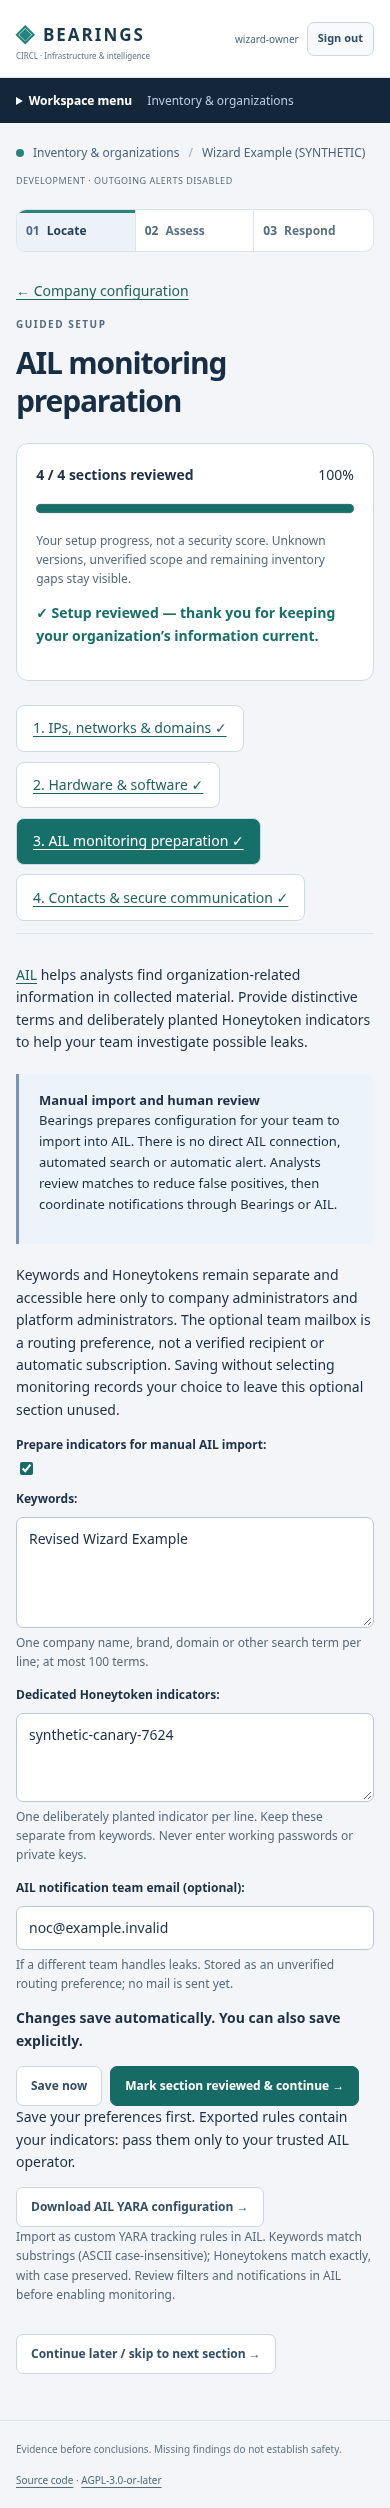 BEARINGS
CIRCL · Infrastructure & intelligence
wizard-owner
Sign out
Workspace menu
Inventory & organizations
Inventory & organizations / Wizard Example (SYNTHETIC)
DEVELOPMENT · OUTGOING ALERTS DISABLED
01 Locate
02 Assess
03 Respond
← Company configuration
GUIDED SETUP
AIL monitoring
preparation
4 / 4 sections reviewed
100%
Your setup progress, not a security score. Unknown
versions, unverified scope and remaining inventory
gaps stay visible.
✓ Setup reviewed — thank you for keeping
your organization’s information current.
1. IPs, networks & domains ✓
2. Hardware & software ✓
3. AIL monitoring preparation ✓
4. Contacts & secure communication ✓
AIL helps analysts find organization-related
information in collected material. Provide distinctive
terms and deliberately planted Honeytoken indicators
to help your team investigate possible leaks.
Manual import and human review
Bearings prepares configuration for your team to
import into AIL. There is no direct AIL connection,
automated search or automatic alert. Analysts
review matches to reduce false positives, then
coordinate notifications through Bearings or AIL.
Keywords and Honeytokens remain separate and
accessible here only to company administrators and
platform administrators. The optional team mailbox is
a routing preference, not a verified recipient or
automatic subscription. Saving without selecting
monitoring records your choice to leave this optional
section unused.
Prepare indicators for manual AIL import:
Keywords:
Revised Wizard Example
One company name, brand, domain or other search term per
line; at most 100 terms.
Dedicated Honeytoken indicators:
synthetic-canary-7624
One deliberately planted indicator per line. Keep these
separate from keywords. Never enter working passwords or
private keys.
AIL notification team email (optional):
noc@example.invalid
If a different team handles leaks. Stored as an unverified
routing preference; no mail is sent yet.
Changes save automatically. You can also save
explicitly.
Save now
Mark section reviewed & continue →
Save your preferences first. Exported rules contain
your indicators: pass them only to your trusted AIL
operator.
Download AIL YARA configuration →
Import as custom YARA tracking rules in AIL. Keywords match
substrings (ASCII case-insensitive); Honeytokens match exactly,
with case preserved. Review filters and notifications in AIL
before enabling monitoring.
Continue later / skip to next section →
Evidence before conclusions. Missing findings do not establish safety.
Source code · AGPL-3.0-or-later